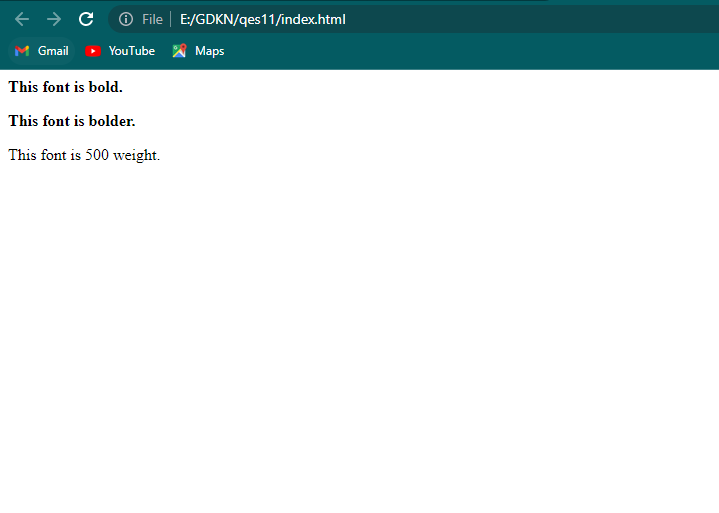 File E:/GDKN/qes11/index.html
Gmail YouTube Maps
This font is bold.
This font is bolder.
This font is 500 weight.